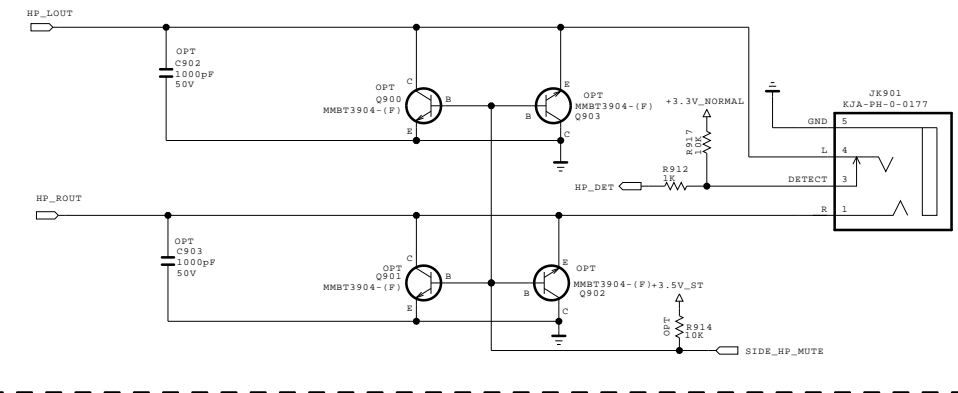 HP_LOUT
OPT
C902
1000pF
50V
C
OPT
Q900
MMBT3904-(F)
B
E
E
OPT
MMBT3904-(F)
Q903
B
C
+3.3V_NORMAL
R917
10K
R912
1K
HP_DET
JK901
KJA-PH-0-0177
GND 5
L 4
DETECT 3
R 1
HP_ROUT
OPT
C903
1000pF
50V
C
OPT
Q901
MMBT3904-(F)
B
E
E
OPT
MMBT3904-(F)
Q902
B
C
+3.5V_ST
OPT
R914
10K
SIDE_HP_MUTE